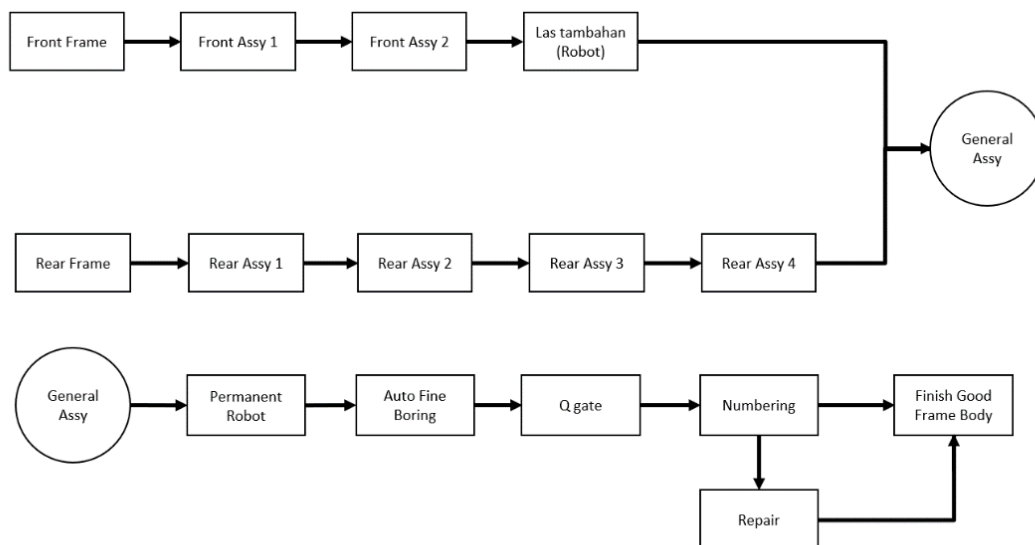 Front Frame
Front Assy 1
Front Assy 2
Las tambahan
(Robot)
General
Assy
Rear Frame
Rear Assy 1
Rear Assy 2
Rear Assy 3
Rear Assy 4
General
Assy
Permanent
Robot
Auto Fine
Boring
Q gate
Numbering
Finish Good
Frame Body
Repair